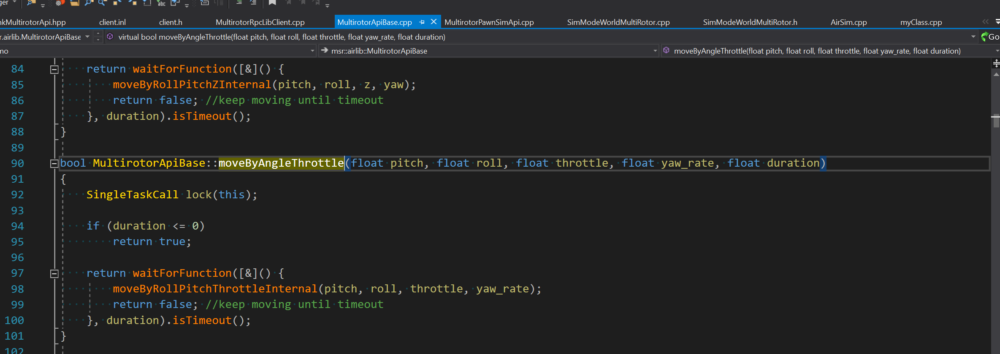 ger
abc
nkMultirotorApi.hpp client.inl client.h MultirotorRpcLibClient.cpp MultirotorApiBase.cpp MultirotorPawnSimApi.cpp SimModeWorldMultiRotor.cpp SimModeWorldMultiRotor.h AirSim.cpp myClass.cpp
r.airlib.MultirotorApiBase virtual bool moveByAngleThrottle(float pitch, float roll, float throttle, float yaw_rate, float duration) Go
mo msr::airlib::MultirotorApiBase moveByAngleThrottle(float pitch, float roll, float throttle, float yaw_rate, float duration)
84 return waitForFunction([&]() {
85 moveByRollPitchZInternal(pitch, roll, z, yaw);
86 return false; //keep moving until timeout
87 }, duration).isTimeout();
88 }
89
90 bool MultirotorApiBase::moveByAngleThrottle(float pitch, float roll, float throttle, float yaw_rate, float duration)
91 {
92 SingleTaskCall lock(this);
93
94 if (duration <= 0)
95 return true;
96
97 return waitForFunction([&]() {
98 moveByRollPitchThrottleInternal(pitch, roll, throttle, yaw_rate);
99 return false; //keep moving until timeout
100 }, duration).isTimeout();
101 }
102